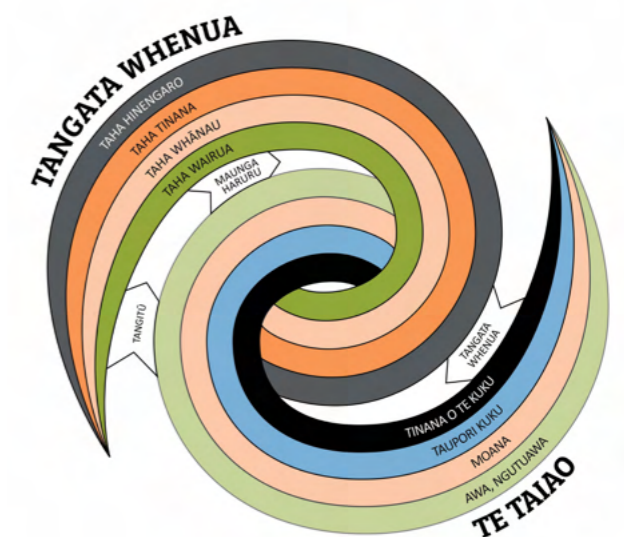 TANGATA WHENUA
TAHA HINENGARO
TAHA TINANA
TAHA WHĀNAU
TAHA WAIRUA
MAUNGA
HARURU
TANGITŪ
TANGATA
WHENUA
TINANA O TE KUKU
TAUPORI KUKU
MOANA
AWA, NGUTUAWA
TE TAIAO